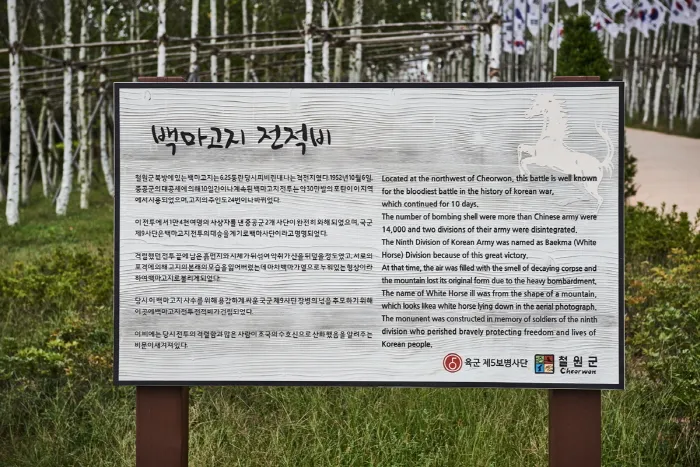 백마고지 전적비
철원군 북방에 있는 백마고지는 6.25동란 당시 피비린내 나는 격전지였다. 1952년 10월 6일,
중공군의 대공세에 의해 10일간이나 계속된 백마고지 전투는 약 30만발의 포탄이 이 지역
에서 사용되었으며, 고지의 주인도 24번이나 바뀌었다.
이 전투에서 1만 4천여명의 사상자를 낸 중공군 2개 사단이 완전히 와해되었으며, 국군
제9사단은 백마고지 전투의 대승을 계기로 백마사단이라고 명명되었다.
격렬했던 전투 끝에 남은 흙먼지와 시체가 뒤섞여 악취가 산을 뒤덮을 정도였고, 서로의
포격에 의해 고지의 본래의 모습을 잃어버렸는데 마치 백마가 옆으로 누워있는 형상이라
하여 백마고지로 불리게 되었다.
당시 이 백마고지 사수를 위해 용감하게 싸운 국군 제9사단 장병의 넋을 추모하기 위해
이곳에 백마고지 전투전적비가 건립되었다.
이 비에는 당시 전투의 격렬함과 많은 사람이 조국의 수호신으로 산화했음을 알려주는
비문이 새겨져있다.
Located at the northwest of Cheorwon, this battle is well known
for the bloodiest battle in the history of korean war,
which continued for 10 days.
The number of bombing shell were more than Chinese army were
14,000 and two divisions of their army were disintegrated.
The Ninth Division of Korean Army was named as Baekma (White
Horse) Division because of this great victory.
At that time, the air was filled with the smell of decaying corpse and
the mountain lost its original form due to the heavy bombardment.
The name of White Horse ill was from the shape of a mountain,
which looks likea white horse lying down in the aerial photograph.
The monunent was constructed in memory of soldiers of the ninth
division who perished bravely protecting freedom and lives of
Korean people.
육군 제5보병사단
철원군
Cheorwon